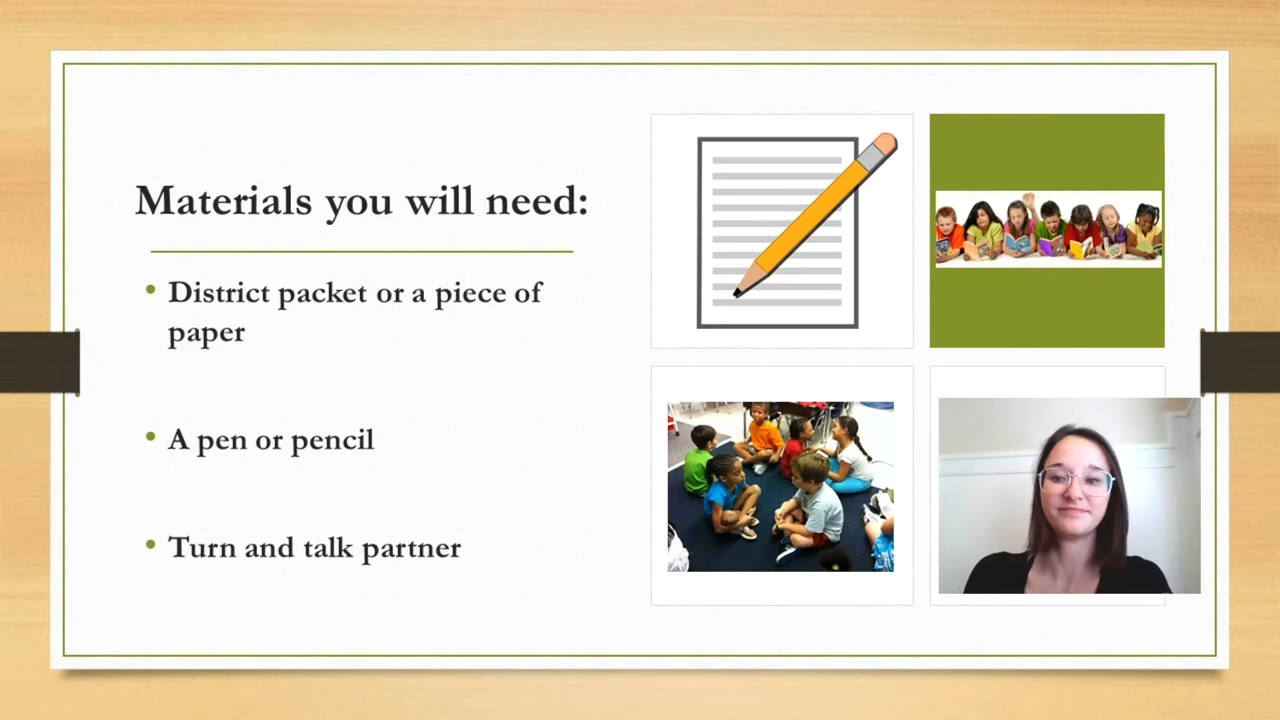 Materials you will need:
• District packet or a piece of
paper
• A pen or pencil
• Turn and talk partner